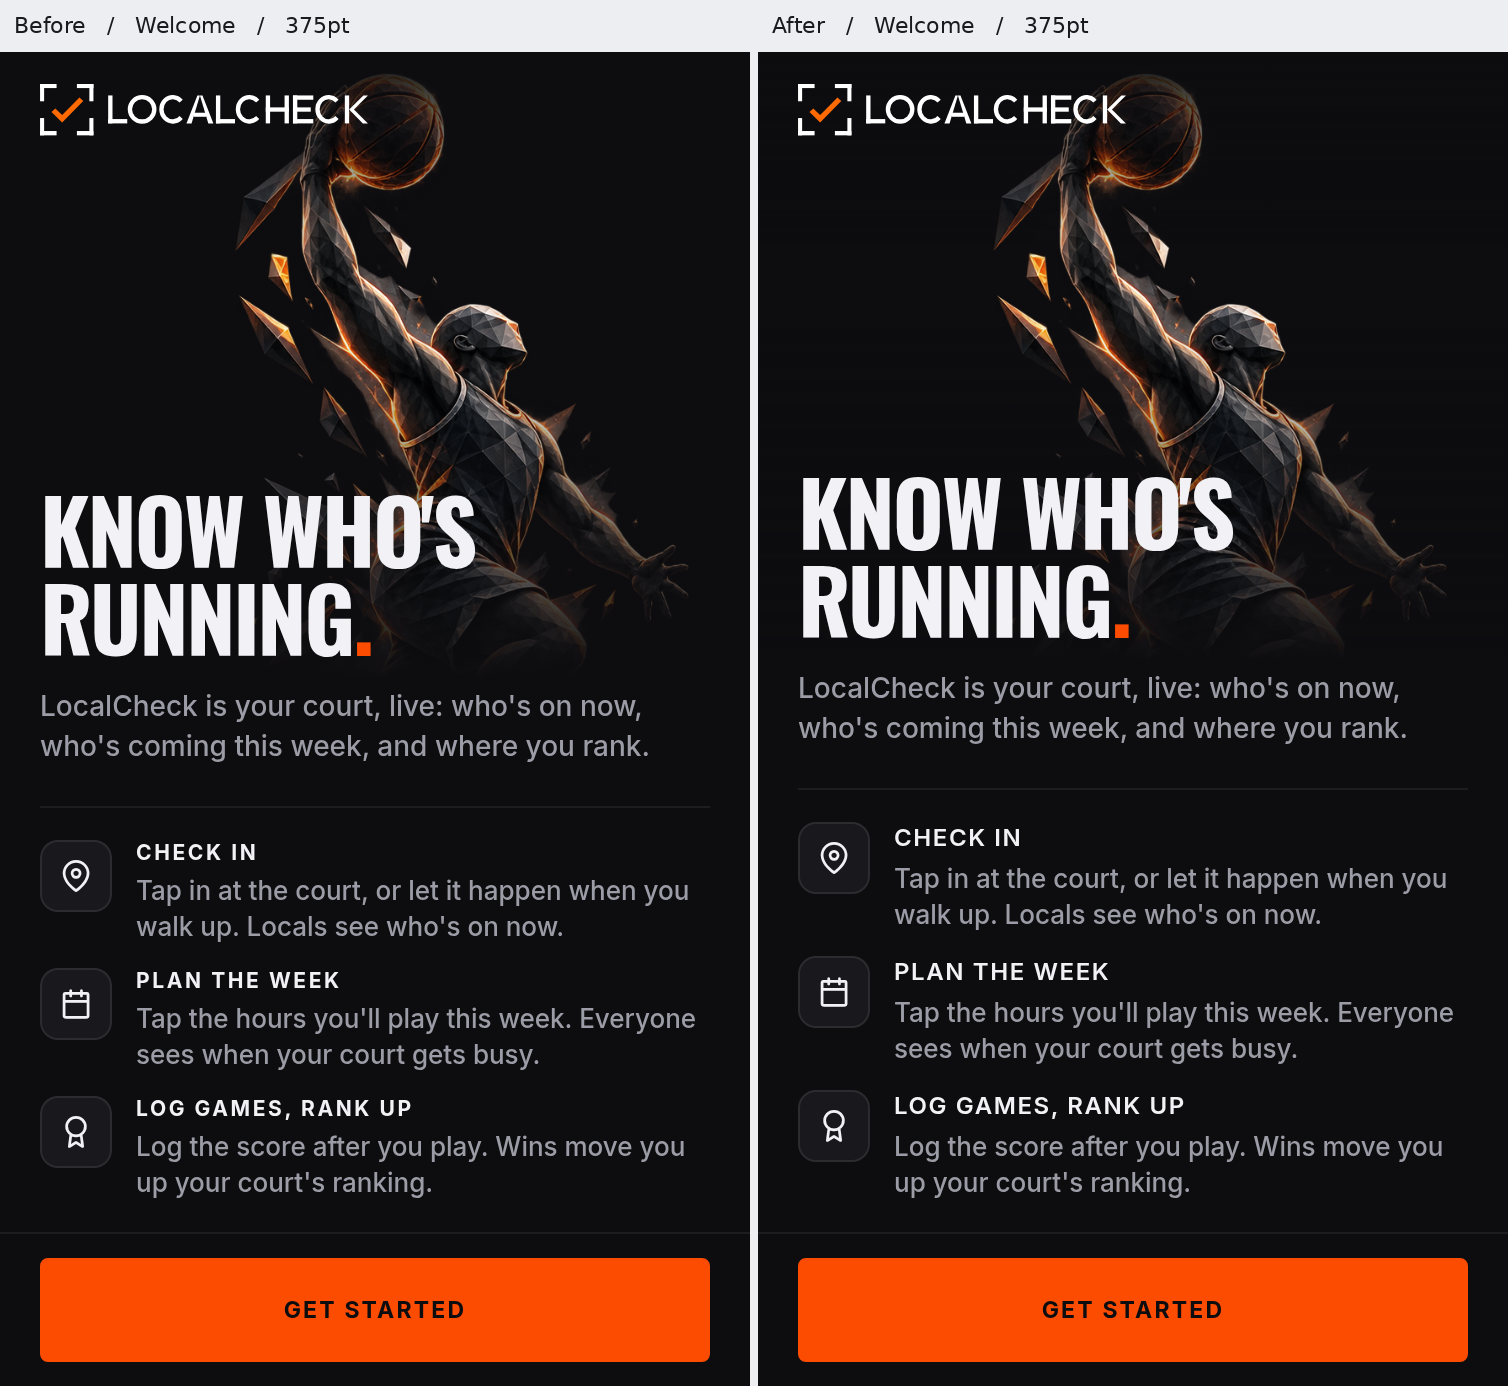 Before / Welcome / 375pt
LOCALCHECK
KNOW WHO'S
RUNNING.
LocalCheck is your court, live: who's on now,
who's coming this week, and where you rank.
CHECK IN
Tap in at the court, or let it happen when you
walk up. Locals see who's on now.
PLAN THE WEEK
Tap the hours you'll play this week. Everyone
sees when your court gets busy.
LOG GAMES, RANK UP
Log the score after you play. Wins move you
up your court's ranking.
GET STARTED
After / Welcome / 375pt
LOCALCHECK
KNOW WHO'S
RUNNING.
LocalCheck is your court, live: who's on now,
who's coming this week, and where you rank.
CHECK IN
Tap in at the court, or let it happen when you
walk up. Locals see who's on now.
PLAN THE WEEK
Tap the hours you'll play this week. Everyone
sees when your court gets busy.
LOG GAMES, RANK UP
Log the score after you play. Wins move you
up your court's ranking.
GET STARTED